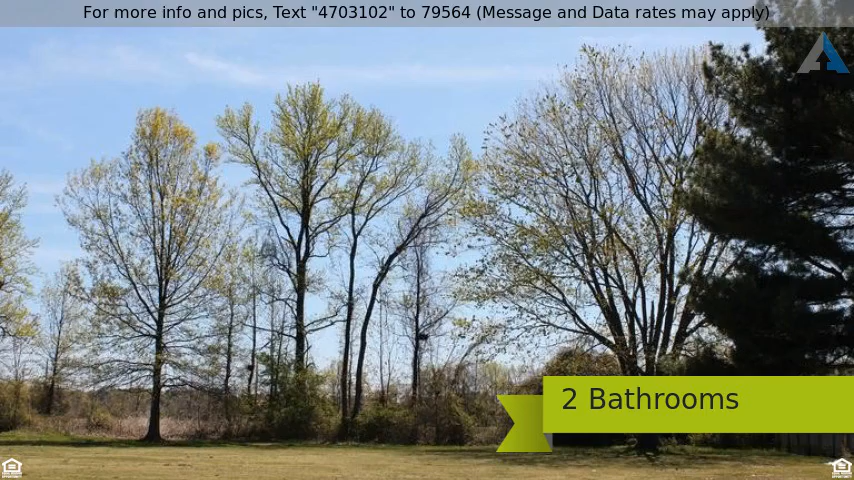 For more info and pics, Text "4703102" to 79564 (Message and Data rates may apply)
2 Bathrooms